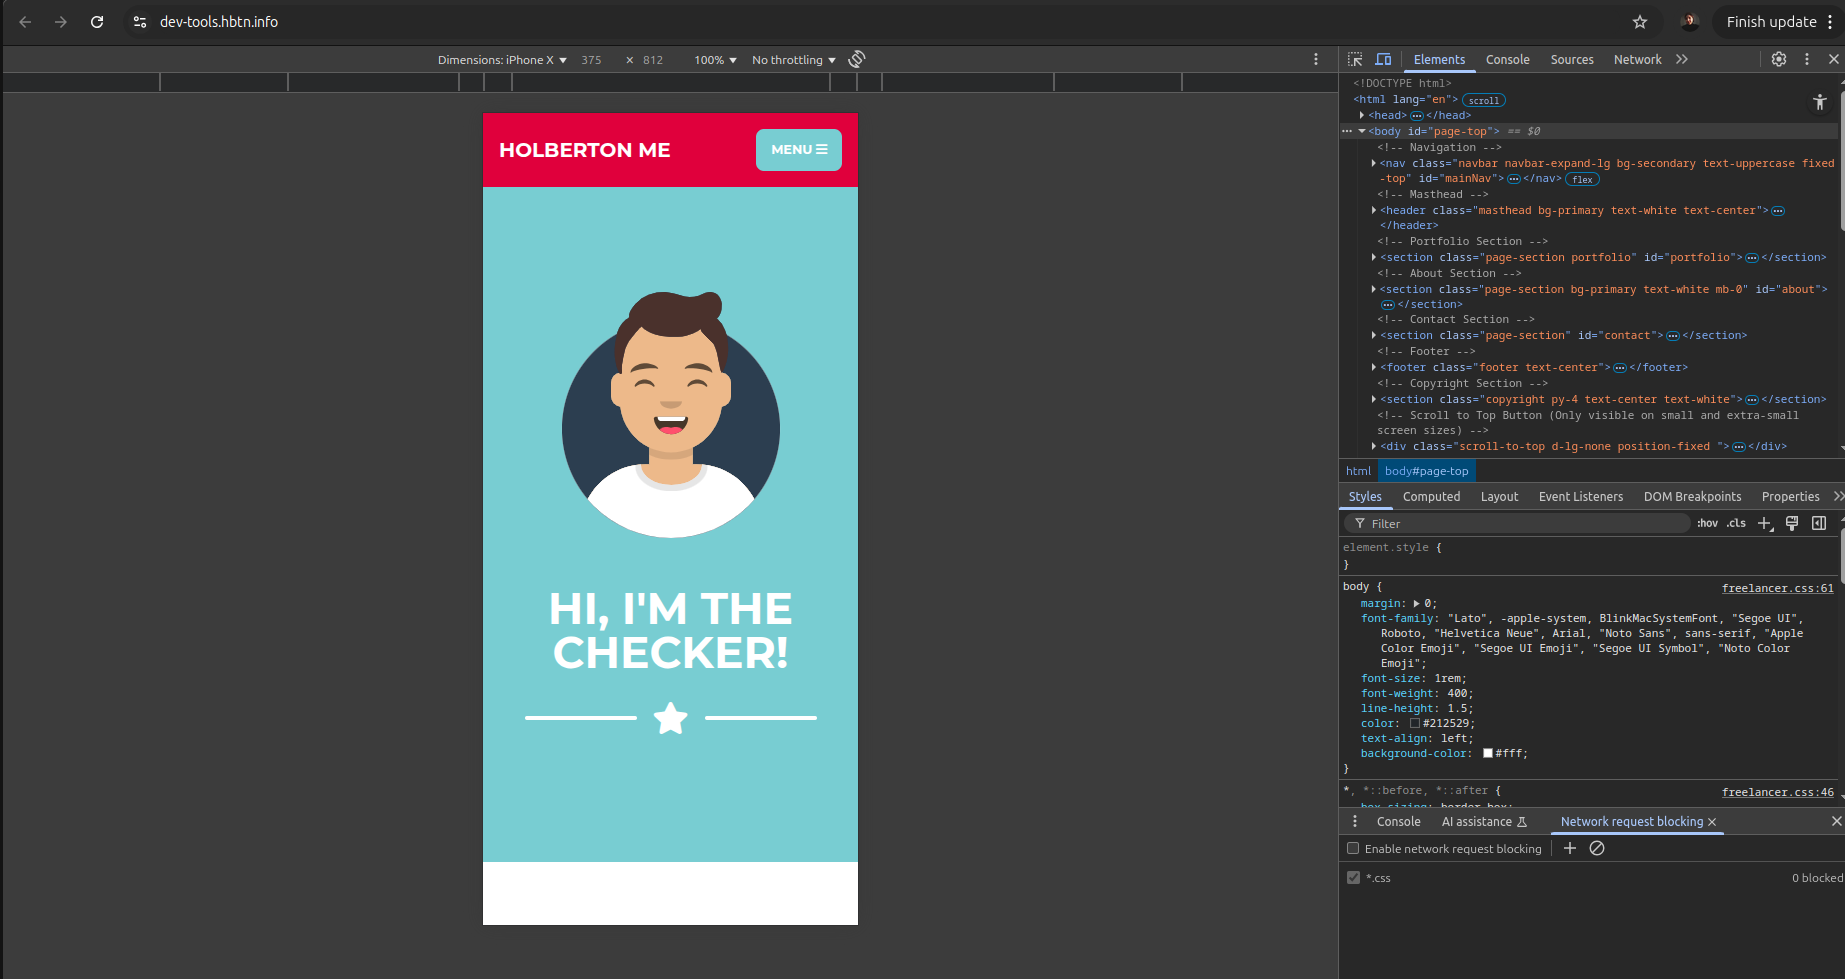 dev-tools.hbtn.info
Finish update
Dimensions: iPhone X 375 × 812 100% No throttling
HOLBERTON ME
MENU
HI, I'M THE
CHECKER!
Elements Console Sources Network
<!DOCTYPE html>
<html lang="en"> scroll
<head> ··· </head>
··· <body id="page-top"> == $0
<!-- Navigation -->
<nav class="navbar navbar-expand-lg bg-secondary text-uppercase fixed
-top" id="mainNav"> ··· </nav> flex
<!-- Masthead -->
<header class="masthead bg-primary text-white text-center"> ···
</header>
<!-- Portfolio Section -->
<section class="page-section portfolio" id="portfolio"> ··· </section>
<!-- About Section -->
<section class="page-section bg-primary text-white mb-0" id="about">
··· </section>
<!-- Contact Section -->
<section class="page-section" id="contact"> ··· </section>
<!-- Footer -->
<footer class="footer text-center"> ··· </footer>
<!-- Copyright Section -->
<section class="copyright py-4 text-center text-white"> ··· </section>
<!-- Scroll to Top Button (Only visible on small and extra-small
screen sizes) -->
<div class="scroll-to-top d-lg-none position-fixed "> ··· </div>
html body#page-top
Styles Computed Layout Event Listeners DOM Breakpoints Properties
Filter :hov .cls
element.style {
}
body { freelancer.css:61
margin: 0;
font-family: "Lato", -apple-system, BlinkMacSystemFont, "Segoe UI",
Roboto, "Helvetica Neue", Arial, "Noto Sans", sans-serif, "Apple
Color Emoji", "Segoe UI Emoji", "Segoe UI Symbol", "Noto Color
Emoji";
font-size: 1rem;
font-weight: 400;
line-height: 1.5;
color: #212529;
text-align: left;
background-color: #fff;
}
*, *::before, *::after { freelancer.css:46
box-sizing: border-box;
Console AI assistance Network request blocking
Enable network request blocking
*.css 0 blocked